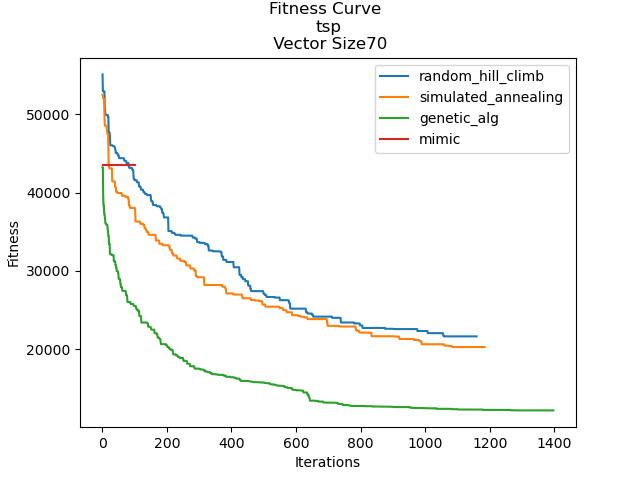 Fitness Curve
tsp
Vector Size70
Fitness
50000
40000
30000
20000
random_hill_climb
simulated_annealing
genetic_alg
mimic
0 200 400 600 800 1000 1200 1400
Iterations